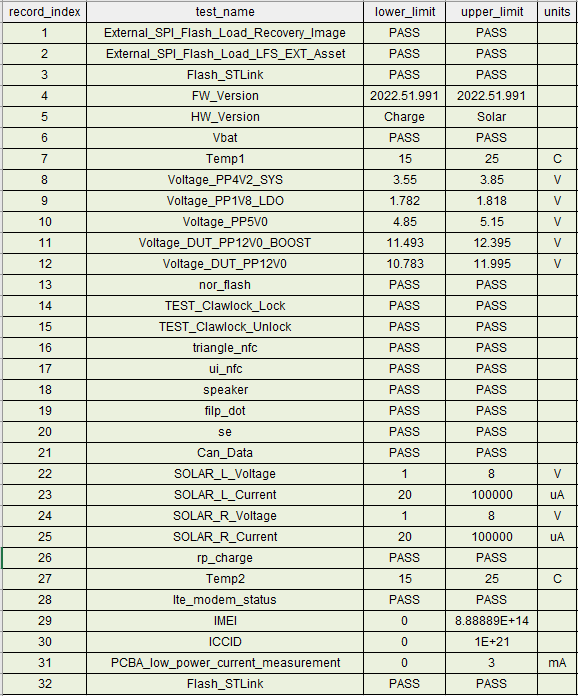 record_index test_name lower_limit upper_limit units
1 External_SPI_Flash_Load_Recovery_Image PASS PASS
2 External_SPI_Flash_Load_LFS_EXT_Asset PASS PASS
3 Flash_STLink PASS PASS
4 FW_Version 2022.51.991 2022.51.991
5 HW_Version Charge Solar
6 Vbat PASS PASS
7 Temp1 15 25 C
8 Voltage_PP4V2_SYS 3.55 3.85 V
9 Voltage_PP1V8_LDO 1.782 1.818 V
10 Voltage_PP5V0 4.85 5.15 V
11 Voltage_DUT_PP12V0_BOOST 11.493 12.395 V
12 Voltage_DUT_PP12V0 10.783 11.995 V
13 nor_flash PASS PASS
14 TEST_Clawlock_Lock PASS PASS
15 TEST_Clawlock_Unlock PASS PASS
16 triangle_nfc PASS PASS
17 ui_nfc PASS PASS
18 speaker PASS PASS
19 filp_dot PASS PASS
20 se PASS PASS
21 Can_Data PASS PASS
22 SOLAR_L_Voltage 1 8 V
23 SOLAR_L_Current 20 100000 uA
24 SOLAR_R_Voltage 1 8 V
25 SOLAR_R_Current 20 100000 uA
26 rp_charge PASS PASS
27 Temp2 15 25 C
28 lte_modem_status PASS PASS
29 IMEI 0 8.88889E+14
30 ICCID 0 1E+21
31 PCBA_low_power_current_measurement 0 3 mA
32 Flash_STLink PASS PASS